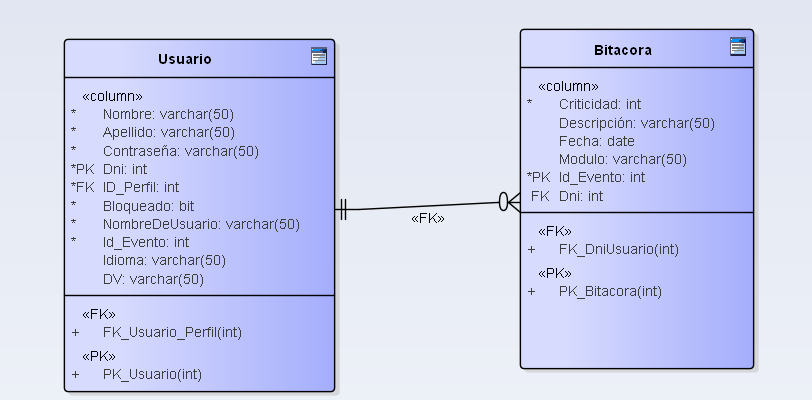 Usuario
«column»
* Nombre: varchar(50)
* Apellido: varchar(50)
* Contraseña: varchar(50)
*PK Dni: int
*FK ID_Perfil: int
* Bloqueado: bit
* NombreDeUsuario: varchar(50)
* Id_Evento: int
Idioma: varchar(50)
DV: varchar(50)
«FK»
+ FK_Usuario_Perfil(int)
«PK»
+ PK_Usuario(int)
«FK»
Bitacora
«column»
* Criticidad: int
Descripción: varchar(50)
Fecha: date
Modulo: varchar(50)
*PK Id_Evento: int
FK Dni: int
«FK»
+ FK_DniUsuario(int)
«PK»
+ PK_Bitacora(int)